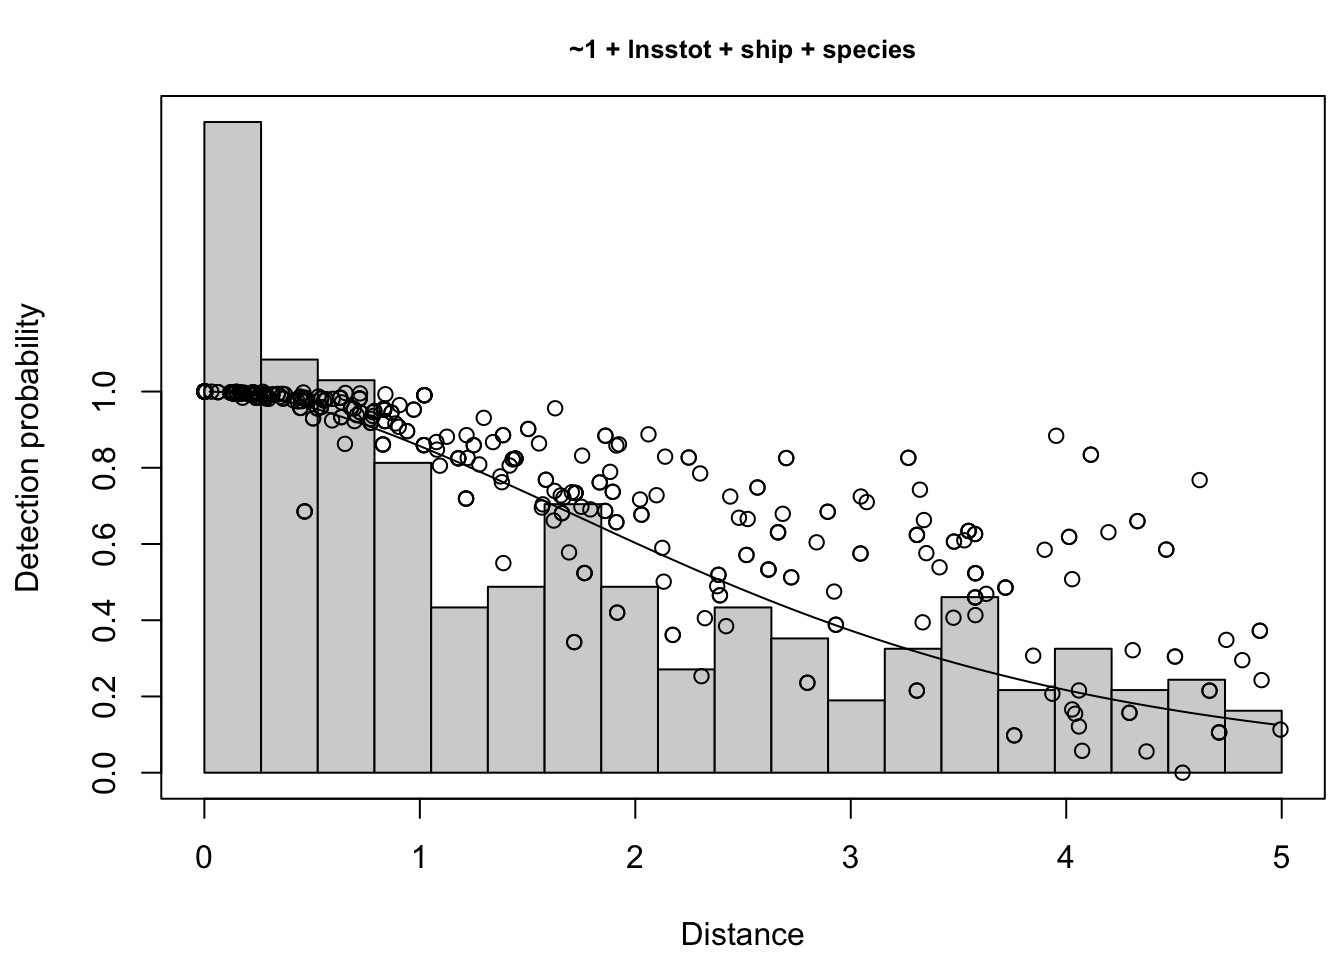 ~1 + lnsstot + ship + species
Detection probability
1.0
0.8
0.6
0.4
0.2
0.0
0 1 2 3 4 5
Distance